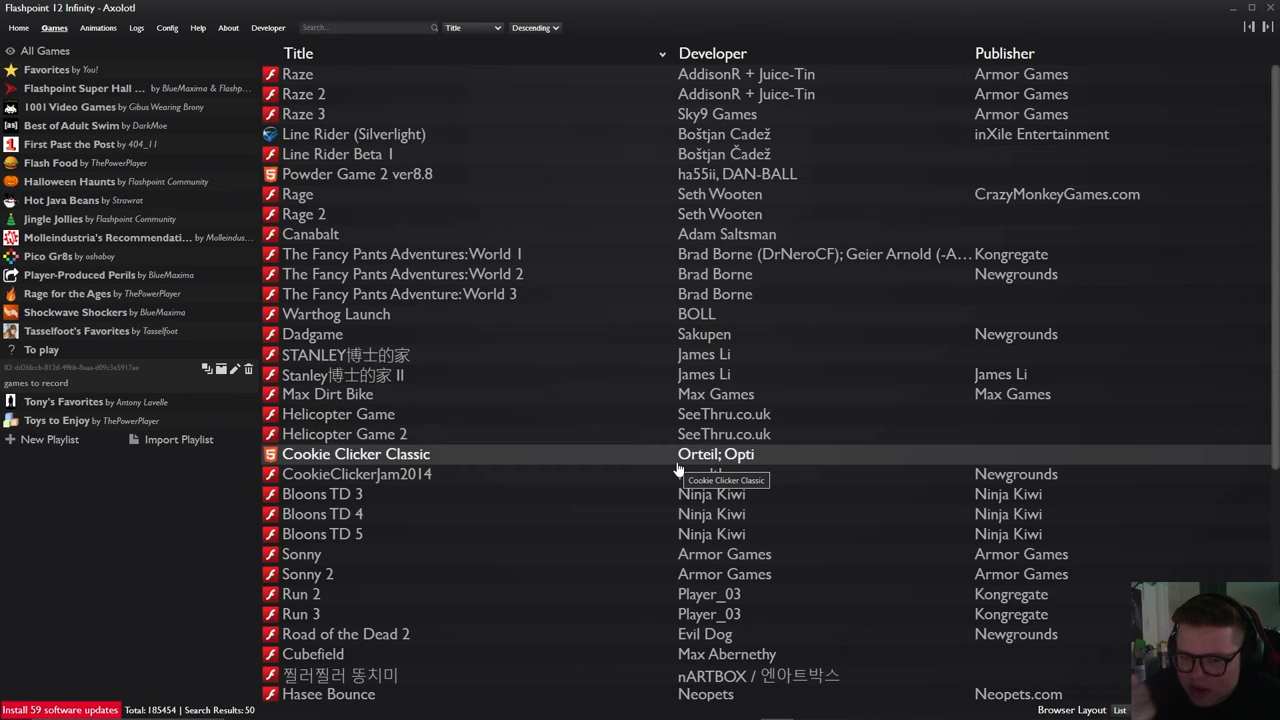 Flashpoint 12 Infinity - Axolotl
Home Games Animations Logs Config Help About Developer Search... Title Descending
All Games
Favorites by You!
Flashpoint Super Hall ... by BlueMaxima & Flashp...
1001 Video Games by Gibus Wearing Brony
Best of Adult Swim by DarkMoe
First Past the Post by 404_11
Flash Food by ThePowerPlayer
Halloween Haunts by Flashpoint Community
Hot Java Beans by Strawrat
Jingle Jollies by Flashpoint Community
Molleindustria's Recommendati... by Molleindus...
Pico Gr8s by oshaboy
Player-Produced Perils by BlueMaxima
Rage for the Ages by ThePowerPlayer
Shockwave Shockers by BlueMaxima
Tasselfoot's Favorites by Tasselfoot
To play
games to record
Tony's Favorites by Antony Lavelle
Toys to Enjoy by ThePowerPlayer
New Playlist Import Playlist
Title Developer Publisher
Raze AddisonR + Juice-Tin Armor Games
Raze 2 AddisonR + Juice-Tin Armor Games
Raze 3 Sky9 Games Armor Games
Line Rider (Silverlight) Boštjan Cadež inXile Entertainment
Line Rider Beta 1 Boštjan Čadež
Powder Game 2 ver8.8 ha55ii, DAN-BALL
Rage Seth Wooten CrazyMonkeyGames.com
Rage 2 Seth Wooten
Canabalt Adam Saltsman
The Fancy Pants Adventures: World 1 Brad Borne (DrNeroCF); Geier Arnold (-A... Kongregate
The Fancy Pants Adventures: World 2 Brad Borne Newgrounds
The Fancy Pants Adventure: World 3 Brad Borne
Warthog Launch BOLL
Dadgame Sakupen Newgrounds
STANLEY博士的家 James Li
Stanley博士的家 II James Li James Li
Max Dirt Bike Max Games Max Games
Helicopter Game SeeThru.co.uk
Helicopter Game 2 SeeThru.co.uk
Cookie Clicker Classic Orteil; Opti
CookieClickerJam2014 Newgrounds
Cookie Clicker Classic
Bloons TD 3 Ninja Kiwi Ninja Kiwi
Bloons TD 4 Ninja Kiwi Ninja Kiwi
Bloons TD 5 Ninja Kiwi Ninja Kiwi
Sonny Armor Games Armor Games
Sonny 2 Armor Games Armor Games
Run 2 Player_03 Kongregate
Run 3 Player_03 Kongregate
Road of the Dead 2 Evil Dog Newgrounds
Cubefield Max Abernethy
찔러찔러 똥치미 nARTBOX / 엔아트박스
Hasee Bounce Neopets Neopets.com
Install 59 software updates Total: 185454 | Search Results: 50 Browser Layout List